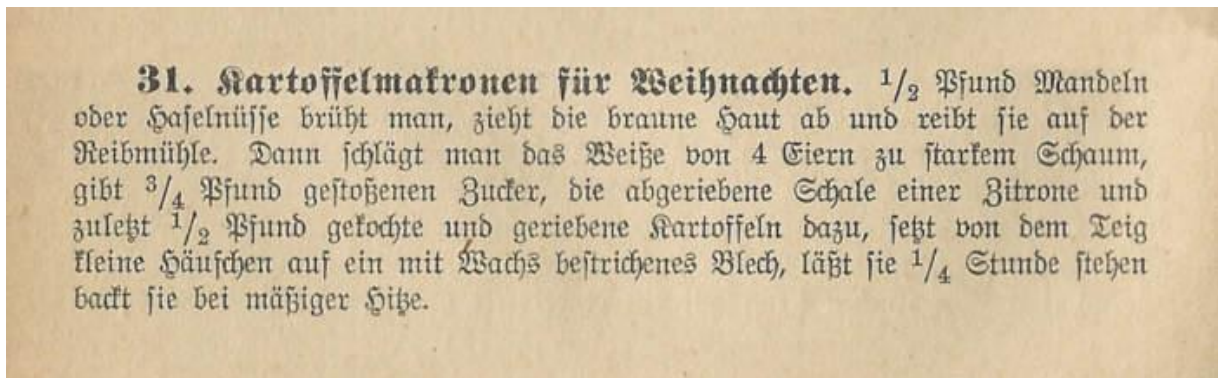 31. Kartoffelmakronen für Weihnachten. 1/2 Pfund Mandeln
oder Haselnüsse brüht man, zieht die braune Haut ab und reibt sie auf der
Reibmühle. Dann schlägt man das Weiße von 4 Eiern zu starkem Schaum,
gibt 3/4 Pfund gestoßenen Zucker, die abgeriebene Schale einer Zitrone und
zuletzt 1/2 Pfund gekochte und geriebene Kartoffeln dazu, setzt von dem Teig
kleine Häufchen auf ein mit Wachs bestrichenes Blech, läßt sie 1/4 Stunde stehen
backt sie bei mäßiger Hitze.